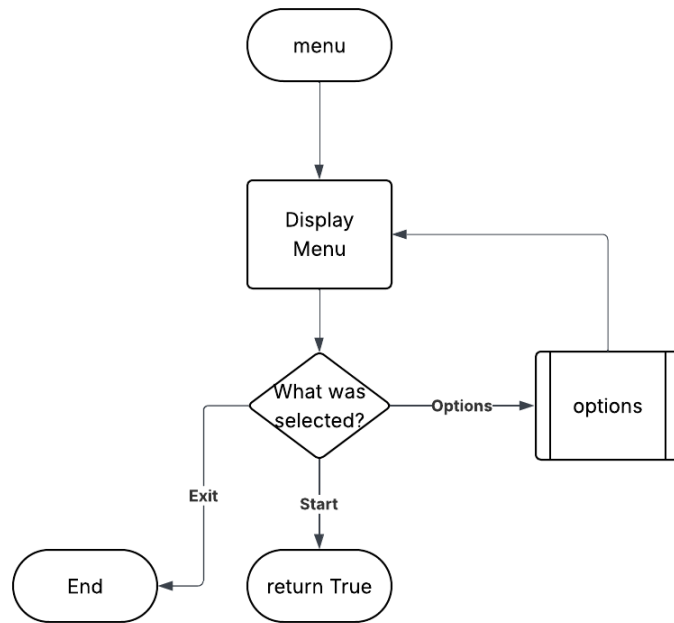 menu
Display
Menu
What was
selected?
Options
options
Exit
Start
End
return True